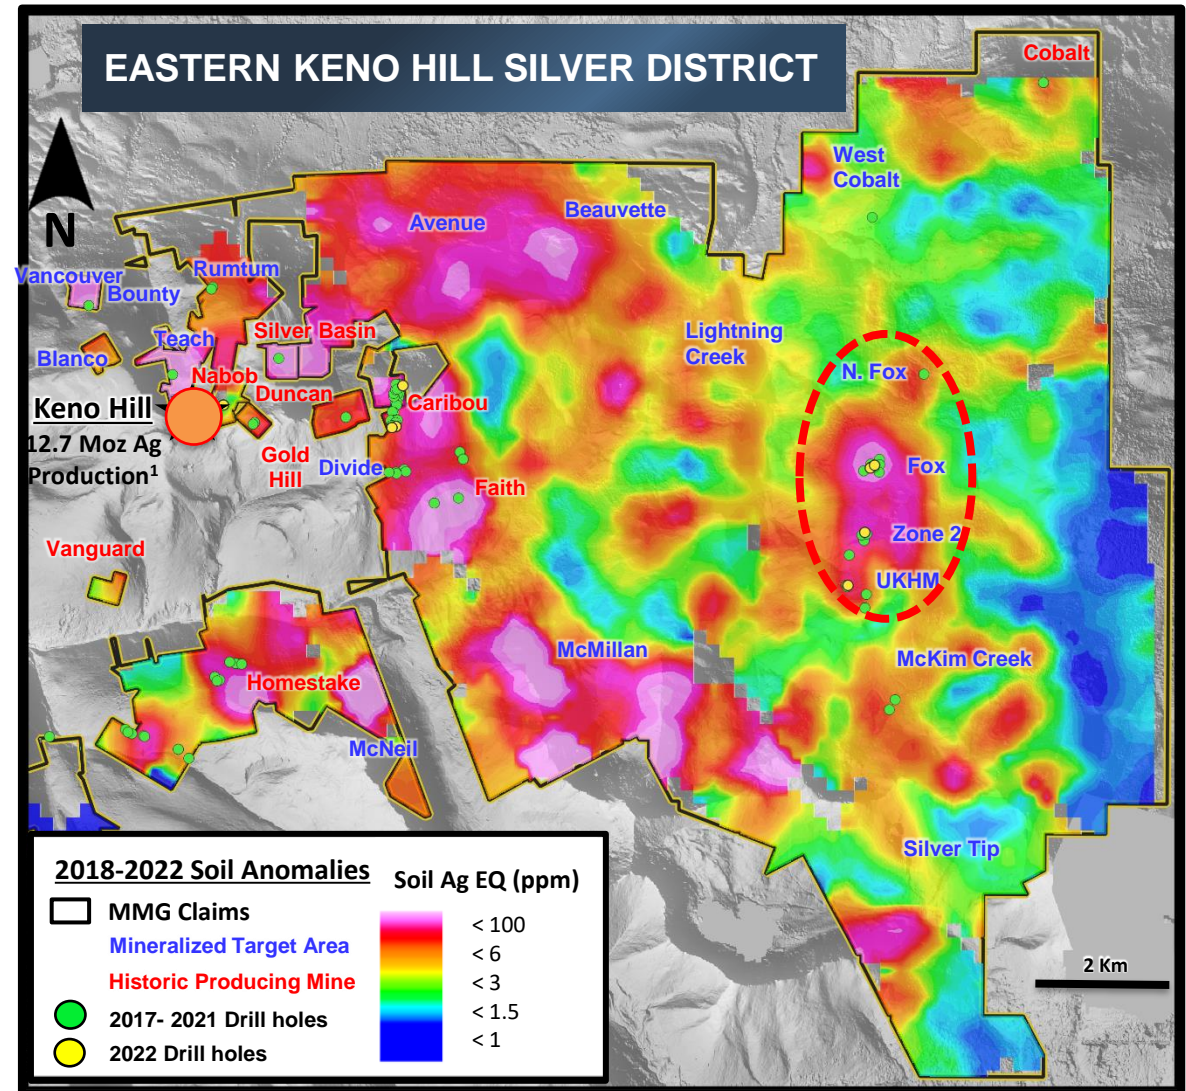 EASTERN KENO HILL SILVER DISTRICT
Cobalt
West
Cobalt
N
Avenue
Beauvette
Vancouver
Bounty
Rumtum
Lightning
Creek
Silver Basin
Teach
Blanco
Nabob
N. Fox
Duncan
Caribou
Keno Hill
12.7 Moz Ag
Production1
Gold
Hill
Divide
Fox
Faith
Zone 2
Vanguard
UKHM
McMillan
McKim Creek
Homestake
McNeil
Silver Tip
2 Km
2018-2022 Soil Anomalies
MMG Claims
Mineralized Target Area
Historic Producing Mine
2017- 2021 Drill holes
2022 Drill holes
Soil Ag EQ (ppm)
< 100
< 6
< 3
< 1.5
< 1